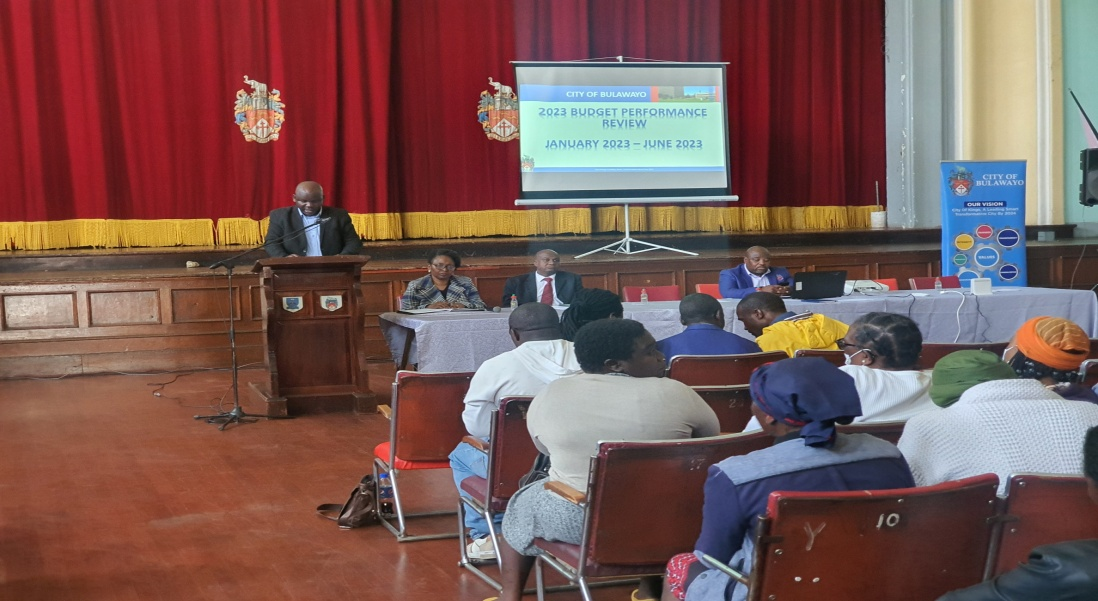 CITY OF BULAWAYO
2023 BUDGET PERFORMANCE
REVIEW
JANUARY 2023 – JUNE 2023
CITY OF
BULAWAYO
OUR VISION
Y
10